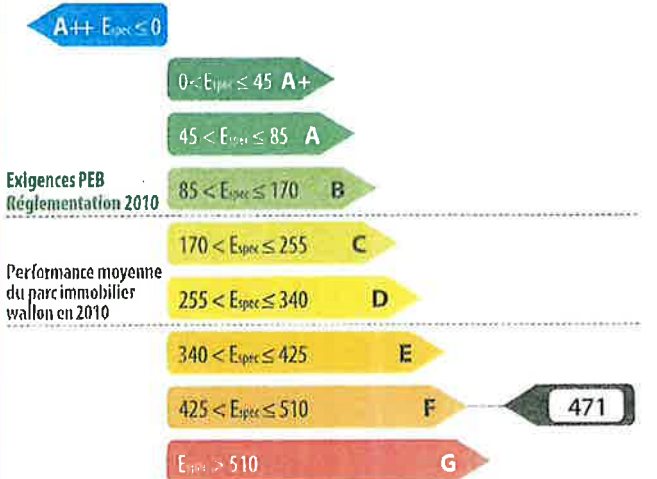 A++ Espec ≤ 0
0 < Espec ≤ 45 A+
45 < Espec ≤ 85 A
Exigences PEB
Réglementation 2010
85 < Espec ≤ 170 B
170 < Espec ≤ 255 C
Performance moyenne
du parc immobilier
wallon en 2010
255 < Espec ≤ 340 D
340 < Espec ≤ 425 E
425 < Espec ≤ 510 F
471
Espec > 510 G